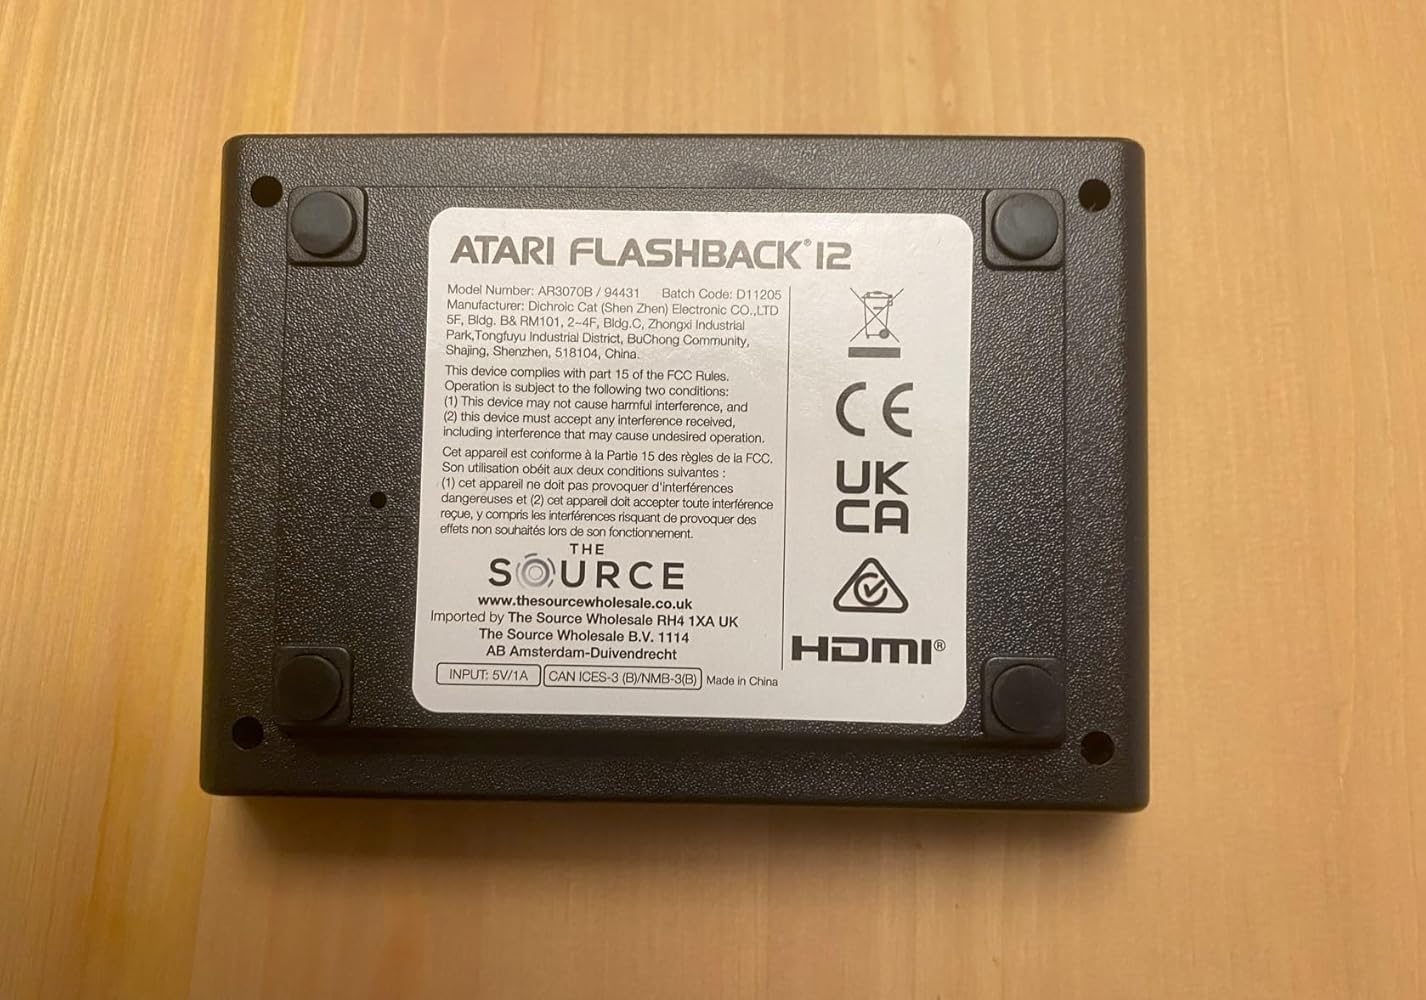 ATARI FLASHBACK® 12
Model Number: AR3070B / 94431 Batch Code: D11205
Manufacturer: Dichroic Cat (Shen Zhen) Electronic CO.,LTD
5F, Bldg. B& RM101, 2-4F, Bldg.C, Zhongxi Industrial
Park,Tongfuyu Industrial District, BuChong Community,
Shajing, Shenzhen, 518104, China.
This device complies with part 15 of the FCC Rules.
Operation is subject to the following two conditions:
(1) This device may not cause harmful interference, and
(2) this device must accept any interference received,
including interference that may cause undesired operation.
Cet appareil est conforme à la Partie 15 des règles de la FCC.
Son utilisation obéit aux deux conditions suivantes :
(1) cet appareil ne doit pas provoquer d'interférences
dangereuses et (2) cet appareil doit accepter toute interférence
reçue, y compris les interférences risquant de provoquer des
effets non souhaités lors de son fonctionnement.
THE
SOURCE
www.thesourcewholesale.co.uk
Imported by The Source Wholesale RH4 1XA UK
The Source Wholesale B.V. 1114
AB Amsterdam-Duivendrecht
INPUT: 5V/1A CAN ICES-3 (B)/NMB-3(B) Made in China
CE
UK
CA
HDMI®